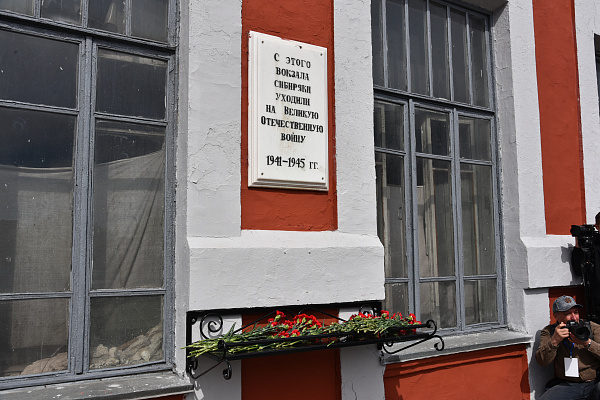 С ЭТОГО
ВОКЗАЛА
СИБИРЯКИ
УХОДИЛИ
НА ВЕЛИКУЮ
ОТЕЧЕСТВЕННУЮ
ВОЙНУ
1941-1945 ГГ.